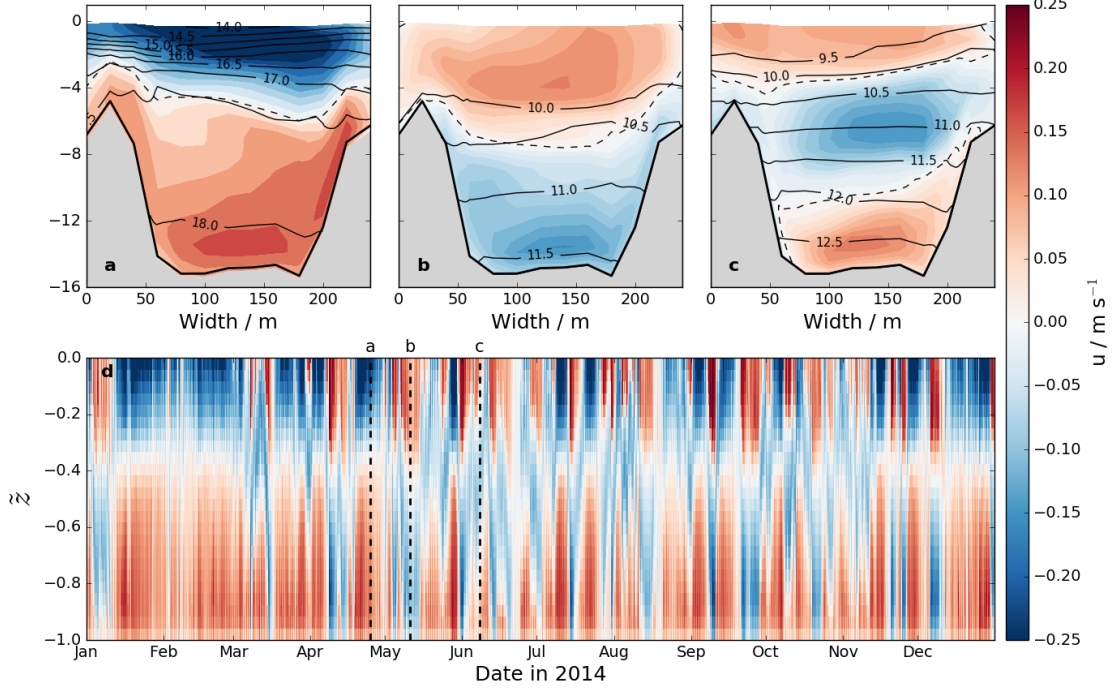 0
−4
−8
−12
−16
14.0
14.5
15.0
15.5
16.0
16.5
17.0
.5
18.0
a
0 50 100 150 200
Width / m
10.0
10.5
11.0
11.5
b
0 50 100 150 200
Width / m
9.5
10.0
10.5
11.0
11.5
12.0
12.5
c
0 50 100 150 200
Width / m
0.25
0.20
0.15
0.10
0.05
0.00
−0.05
−0.10
−0.15
−0.20
−0.25
u / m s⁻¹
a b c
d
0.0
−0.2
−0.4
−0.6
−0.8
−1.0
z̃
Jan Feb Mar Apr May Jun Jul Aug Sep Oct Nov Dec
Date in 2014